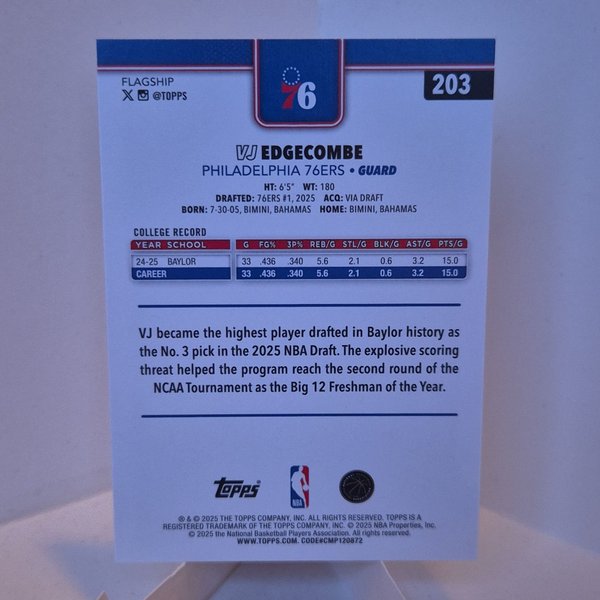 FLAGSHIP
@TOPPS
76
203
VJ EDGECOMBE
PHILADELPHIA 76ERS • GUARD
HT: 6'5" WT: 180
DRAFTED: 76ERS #1, 2025 ACQ: VIA DRAFT
BORN: 7-30-05, BIMINI, BAHAMAS HOME: BIMINI, BAHAMAS
COLLEGE RECORD
YEAR SCHOOL G FG% 3P% REB/G STL/G BLK/G AST/G PTS/G
24-25 BAYLOR 33 .436 .340 5.6 2.1 0.6 3.2 15.0
CAREER 33 .436 .340 5.6 2.1 0.6 3.2 15.0
VJ became the highest player drafted in Baylor history as
the No. 3 pick in the 2025 NBA Draft. The explosive scoring
threat helped the program reach the second round of the
NCAA Tournament as the Big 12 Freshman of the Year.
Topps
NBA
® & © 2025 THE TOPPS COMPANY, INC. ALL RIGHTS RESERVED. TOPPS IS A
REGISTERED TRADEMARK OF THE TOPPS COMPANY, INC. © 2025 NBA Properties, Inc.
© 2025 the National Basketball Players Association. All rights reserved.
WWW.TOPPS.COM. CODE#CMP120872